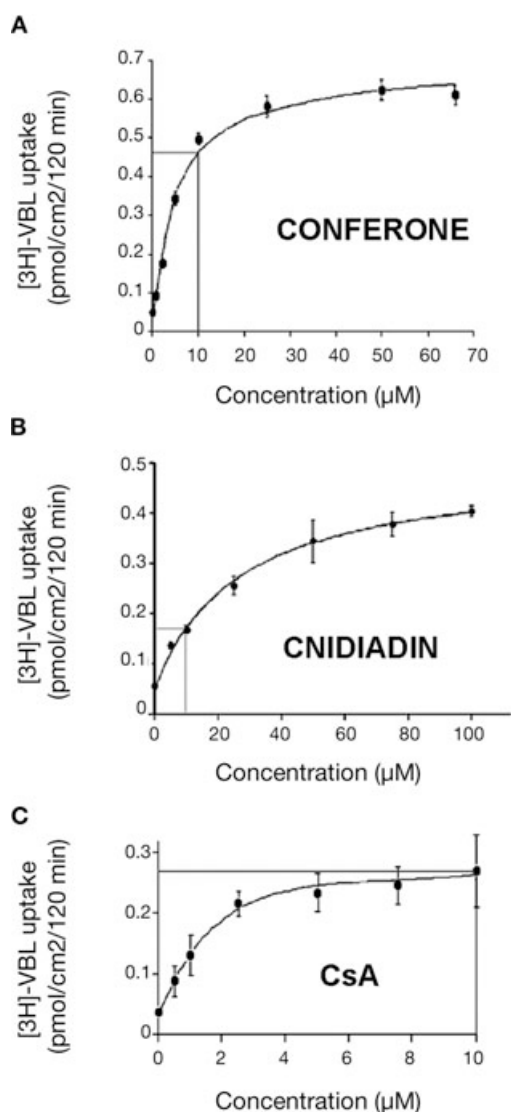 A
[3H]-VBL uptake
(pmol/cm2/120 min)
0.7
0.6
0.5
0.4
0.3
0.2
0.1
0
CONFERONE
0 10 20 30 40 50 60 70
Concentration (µM)
B
[3H]-VBL uptake
(pmol/cm2/120 min)
0.5
0.4
0.3
0.2
0.1
0
CNIDIADIN
0 20 40 60 80 100
Concentration (µM)
C
[3H]-VBL uptake
(pmol/cm2/120 min)
0.3
0.2
0.1
0
CsA
0 2 4 6 8 10
Concentration (µM)